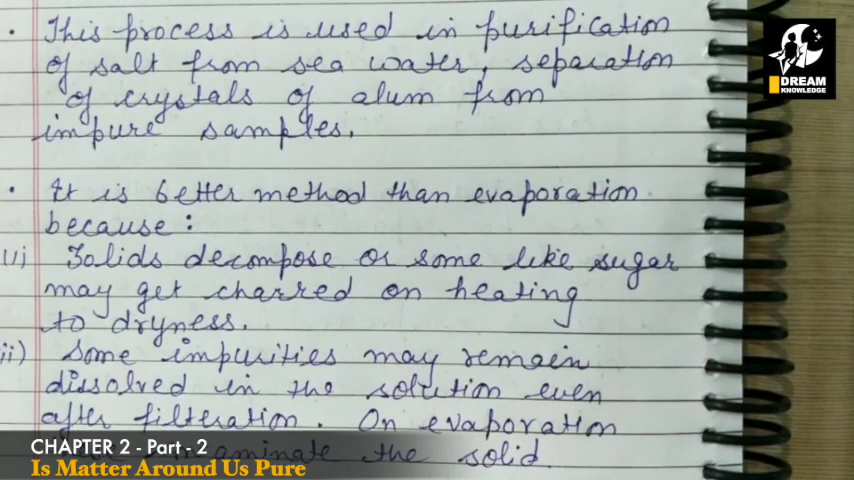 • This process is used in purification
of salt from sea water, separation
of crystals of alum from
impure samples.
• It is better method than evaporation
because:
(i) Solids decompose or some like sugar
may get charred on heating
to dryness.
ii) Some impurities may remain
dissolved in the solution even
after filteration. On evaporation
the solid.
DREAM
KNOWLEDGE
CHAPTER 2 - Part - 2
Is Matter Around Us Pure